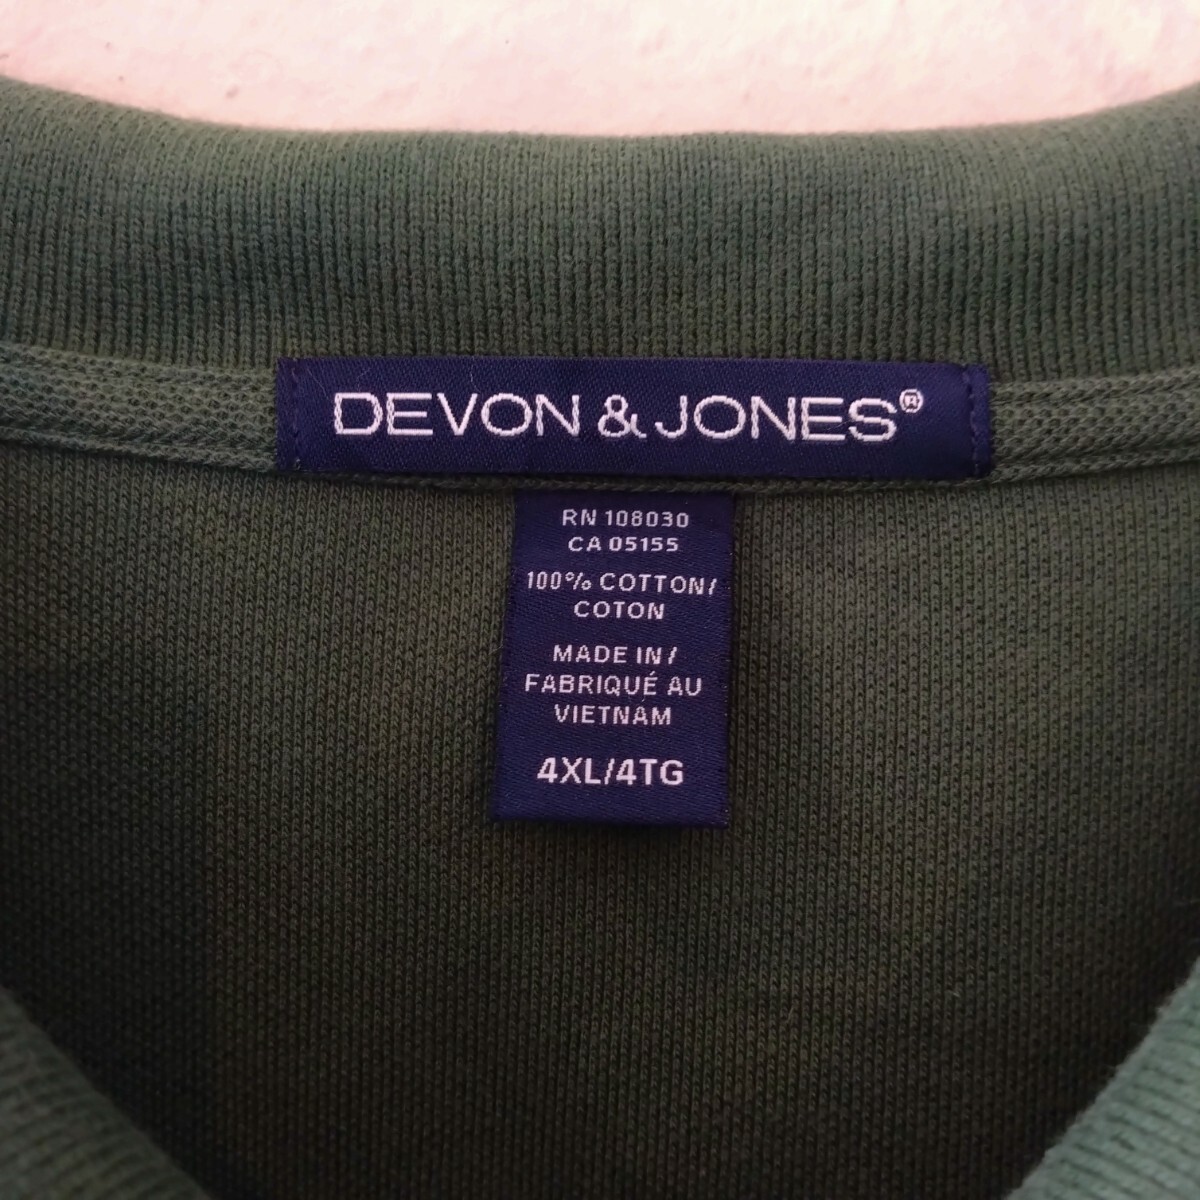 DEVON & JONES®
RN 108030
CA 05155
100% COTTON/
COTON
MADE IN/
FABRIQUÉ AU
VIETNAM
4XL/4TG